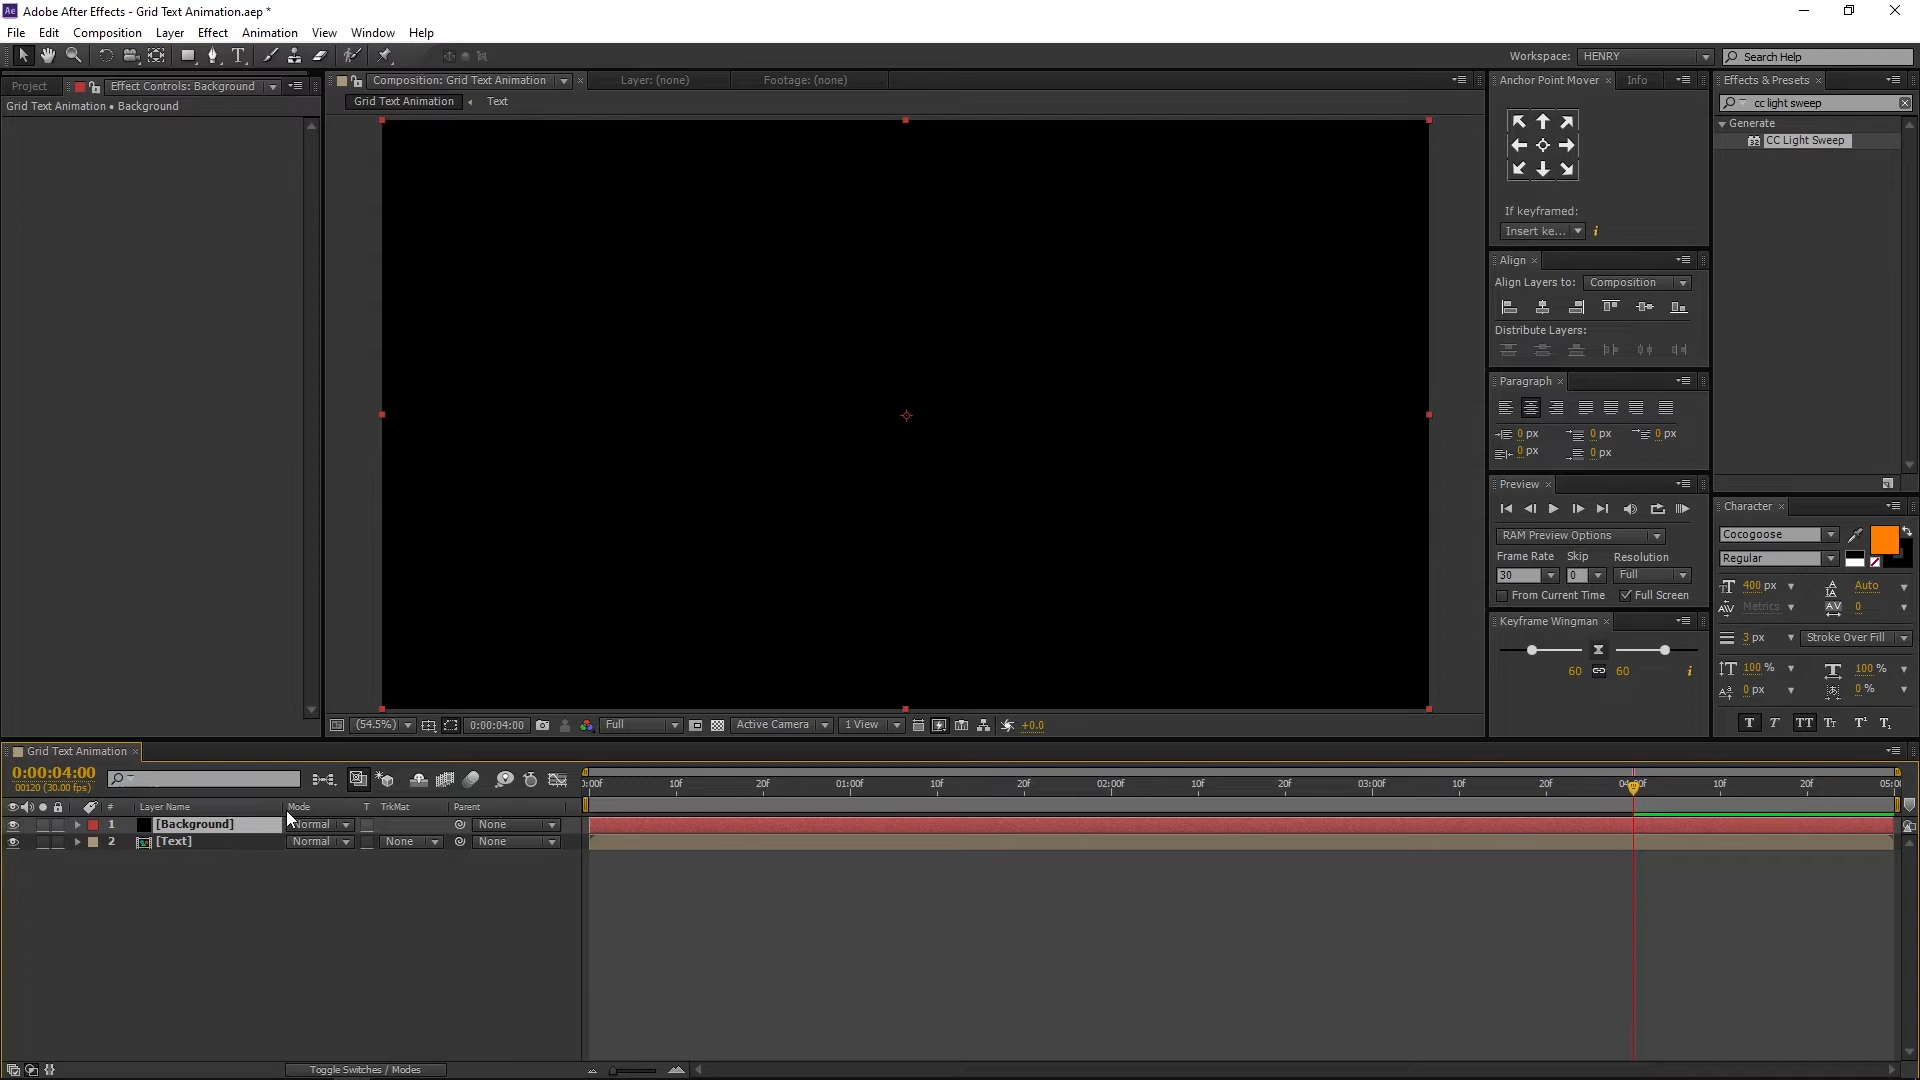 Adobe After Effects - Grid Text Animation.aep *
File Edit Composition Layer Effect Animation View Window Help
Workspace: HENRY Search Help
Project Effect Controls: Background
Composition: Grid Text Animation Layer: (none) Footage: (none)
Anchor Point Mover Info
Effects & Presets
Grid Text Animation • Background
Grid Text Animation Text
cc light sweep
Generate
CC Light Sweep
If keyframed:
Insert ke...
Align
Align Layers to: Composition
Distribute Layers:
Paragraph
0 px 0 px 0 px
0 px 0 px
Preview
RAM Preview Options
Frame Rate Skip Resolution
30 0 Full
From Current Time Full Screen
Keyframe Wingman
60 60
Character
Cocogoose
Regular
400 px Auto
Metrics 0
3 px Stroke Over Fill
100 % 100 %
0 px 0 %
T T TT Tt T¹ T₁
(54.5%) 0:00:04:00 Full Active Camera 1 View +0.0
Grid Text Animation
0:00:04:00
00120 (30.00 fps)
:00f 10f 20f 01:00f 10f 20f 02:00f 10f 20f 03:00f 10f 20f 04:00f 10f 20f 05:00
# Layer Name Mode T TrkMat Parent
1 [Background] Normal None
2 [Text] Normal None None
Toggle Switches / Modes